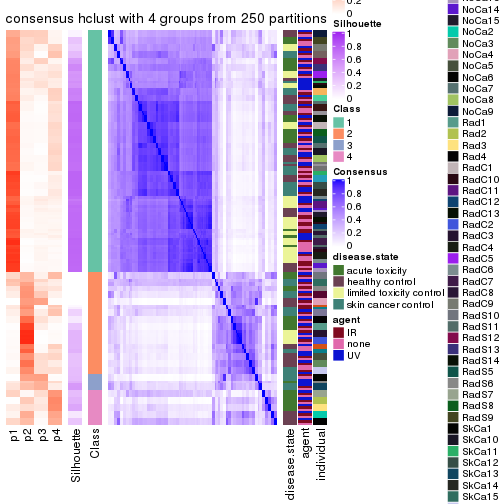 consensus hclust with 4 groups from 250 partitions
0.2
0
Silhouette
1
0.8
0.6
0.4
0.2
0
Class
1
2
3
4
Consensus
1
0.8
0.6
0.4
0.2
0
disease.state
acute toxicity
healthy control
limited toxicity control
skin cancer control
agent
IR
none
UV
p1
p2
p3
p4
Silhouette
Class
disease.state
agent
individual
NoCa14
NoCa15
NoCa2
NoCa3
NoCa4
NoCa5
NoCa6
NoCa7
NoCa8
NoCa9
Rad1
Rad2
Rad3
Rad4
RadC1
RadC10
RadC11
RadC12
RadC13
RadC2
RadC3
RadC4
RadC5
RadC6
RadC7
RadC8
RadC9
RadS10
RadS11
RadS12
RadS13
RadS14
RadS5
RadS6
RadS7
RadS8
RadS9
SkCa1
SkCa10
SkCa11
SkCa12
SkCa13
SkCa14
SkCa15